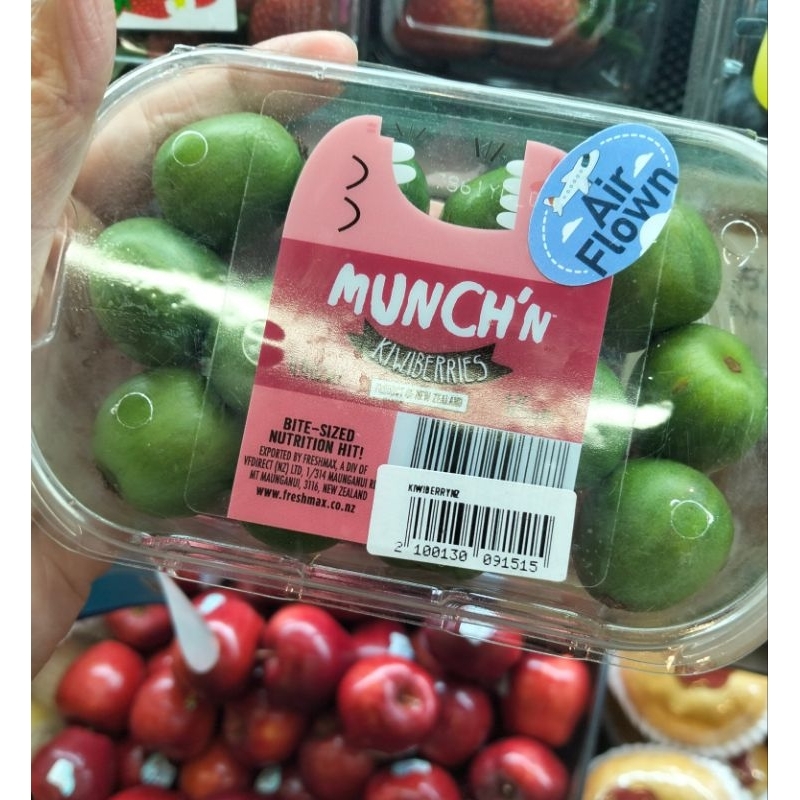 Air
Flown
MUNCH'N
KIWIBERRIES
PRODUCT OF NEW ZEALAND
BITE-SIZED
NUTRITION HIT!
EXPORTED BY FRESHMAX, A DIV OF
VFDIRECT (NZ) LTD, 1/314 MAUNGANUI R
MT MAUNGANUI, 3116, NEW ZEALAND
www.freshmax.co.nz
KIWIBERRYNZ
2 100130 091515